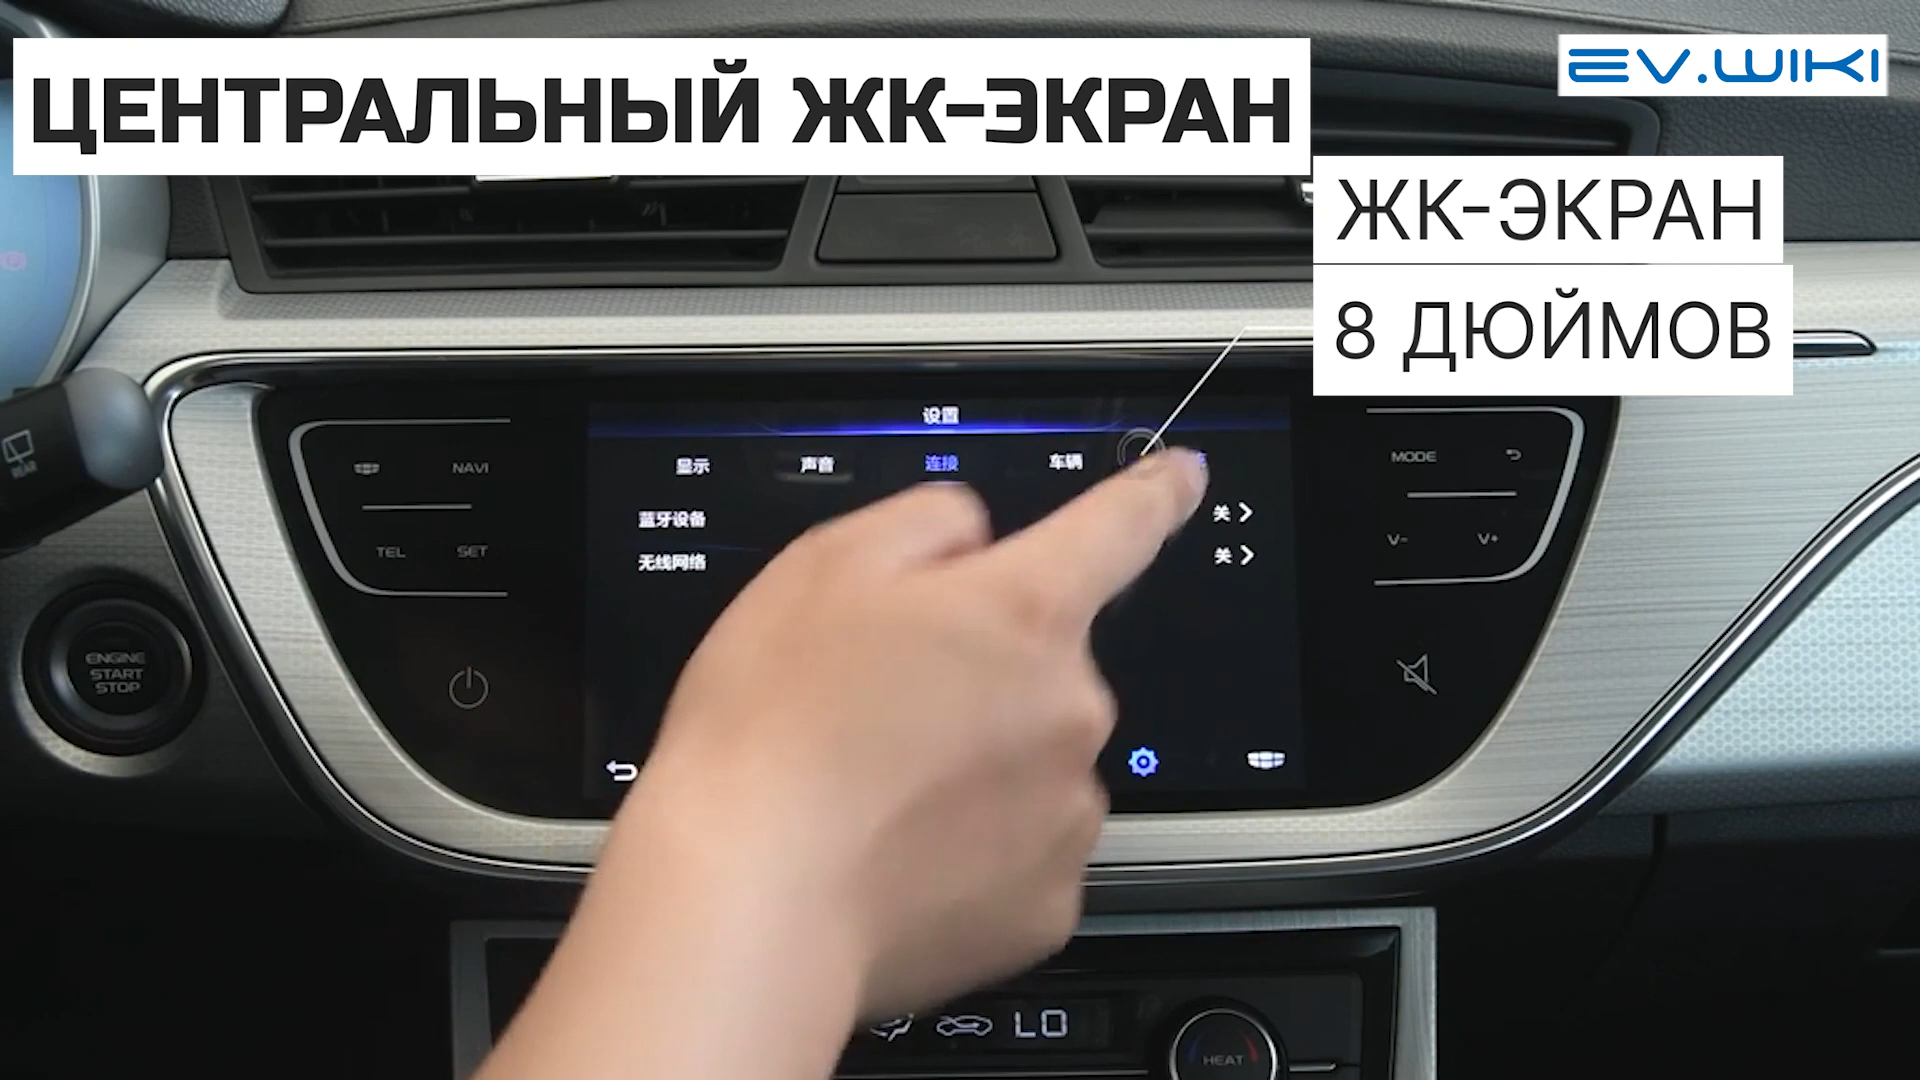 ЦЕНТРАЛЬНЫЙ ЖК-ЭКРАН
EV.WIKI
ЖК-ЭКРАН
8 ДЮЙМОВ
设置
显示 声音 连接 车辆
蓝牙设备 关
无线网络 关
NAVI
TEL SET
MODE
V- V+
REAR
ENGINE
START
STOP
LO
HEAT